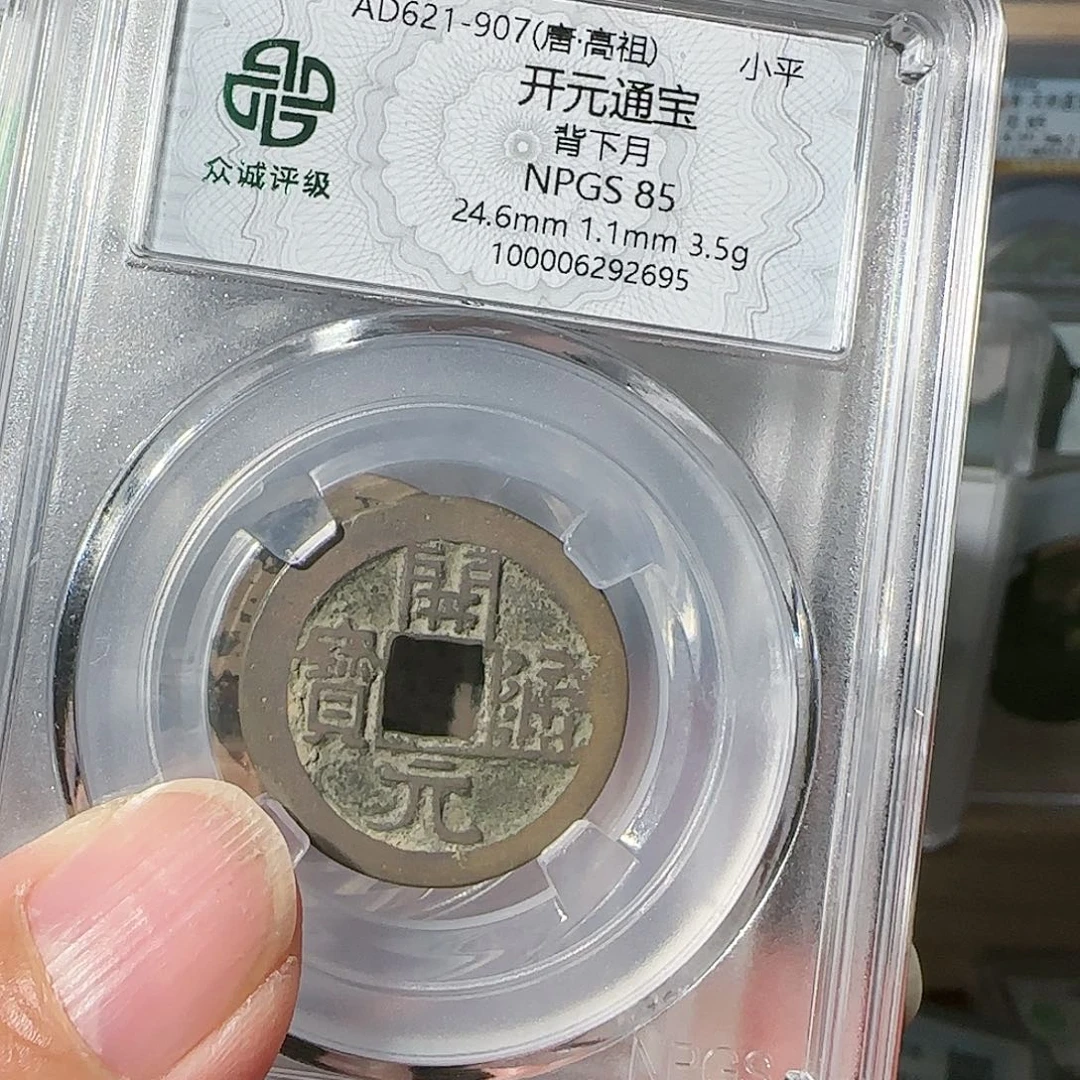 AD621-907(唐·高祖)
小平
开元通宝
背下月
NPGS 85
24.6mm 1.1mm 3.5g
100006292695
众诚评级
開元通寶
NPGS